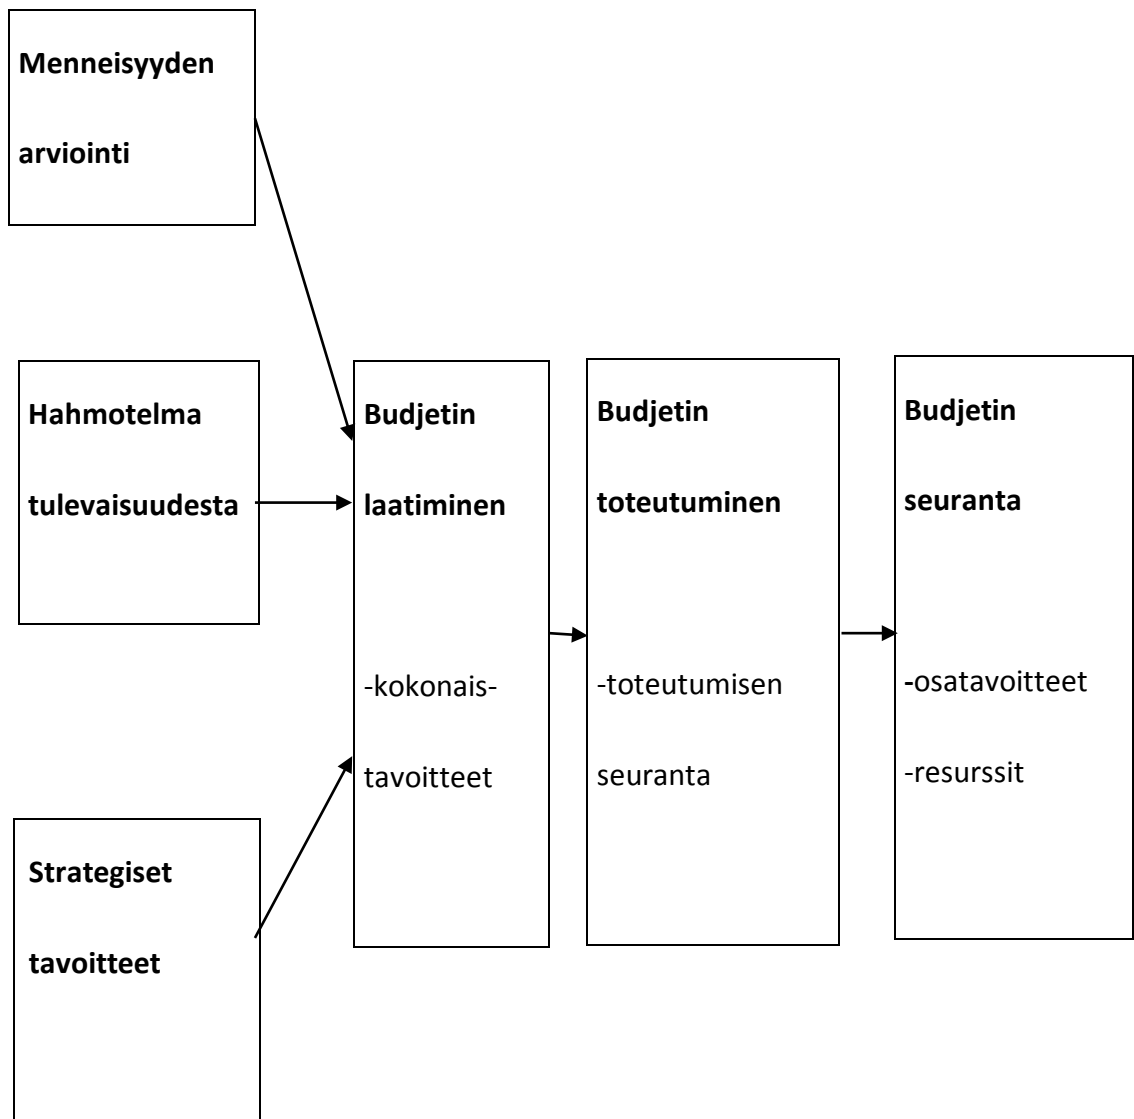 Menneisyyden
arviointi
Hahmotelma
tulevaisuudesta
Strategiset
tavoitteet
Budjetin
laatiminen
-kokonais-
tavoitteet
Budjetin
toteutuminen
-toteutumisen
seuranta
Budjetin
seuranta
-osatavoitteet
-resurssit